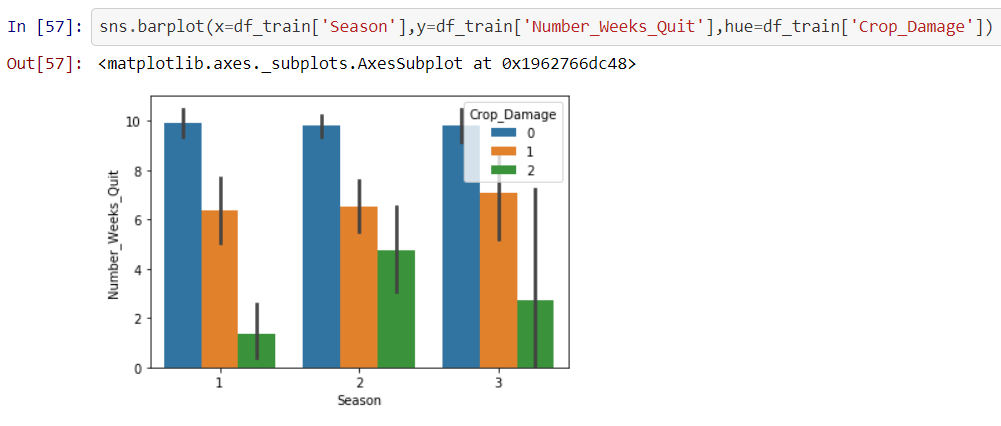 In [57]: sns.barplot(x=df_train['Season'],y=df_train['Number_Weeks_Quit'],hue=df_train['Crop_Damage'])
Out[57]: <matplotlib.axes._subplots.AxesSubplot at 0x1962766dc48>
Crop_Damage
0
1
2
Number_Weeks_Quit
10
8
6
4
2
0
1 2 3
Season